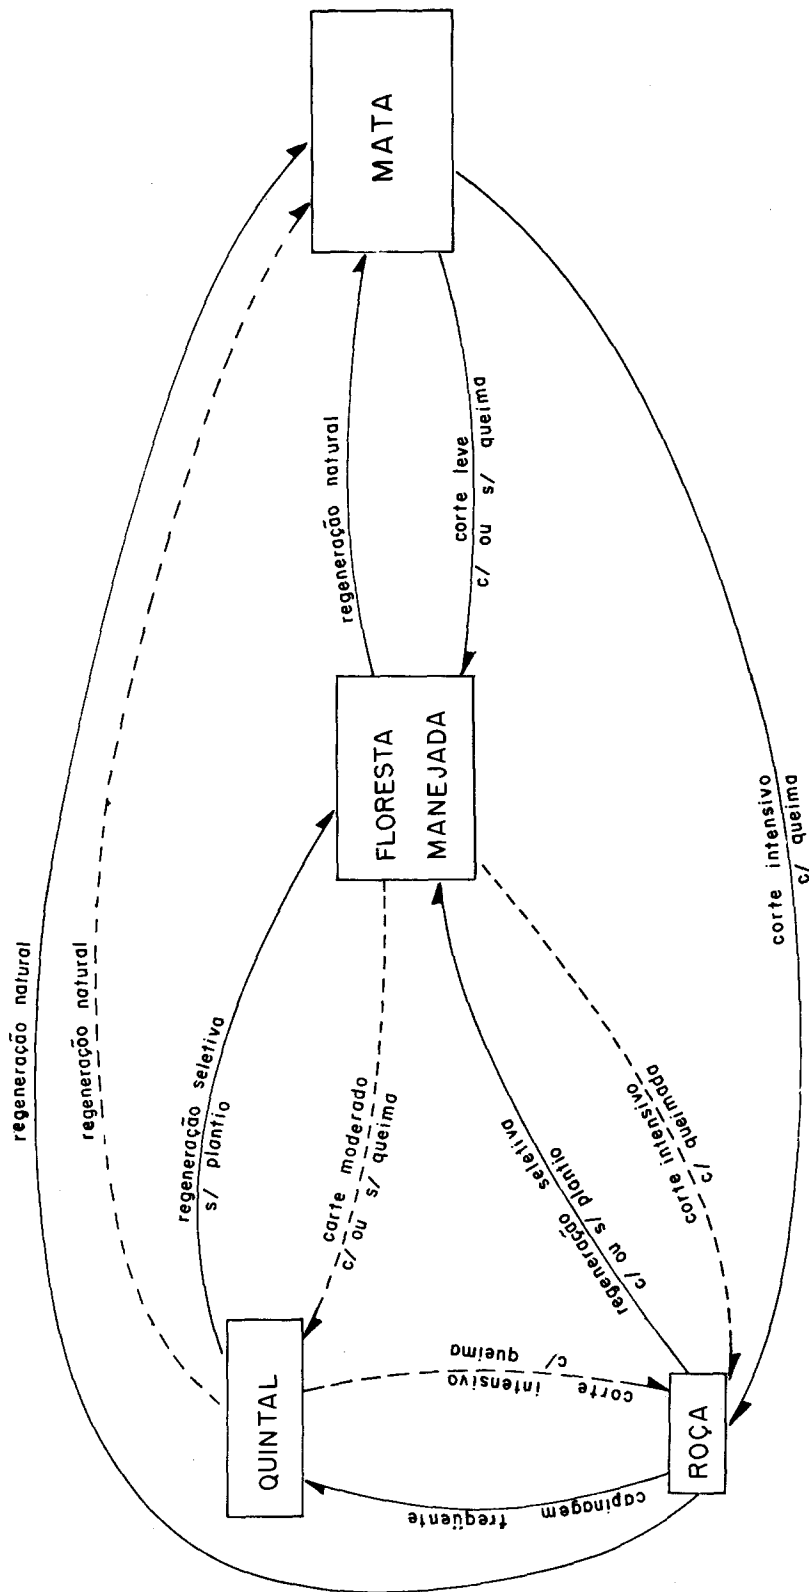 regeneração natural
regeneração natural
MATA
regeneração natural
corte leve
c/ ou s/ queima
FLORESTA
MANEJADA
regeneração seletiva
s/ plantio
carte moderado
c/ ou s/ queima
regeneração seletiva
c/ ou s/ plantio
corte intensivo
c/ queimada
corte intensivo
c/ queima
QUINTAL
corte intensivo
c/ queima
capinagem
freqüente
ROÇA